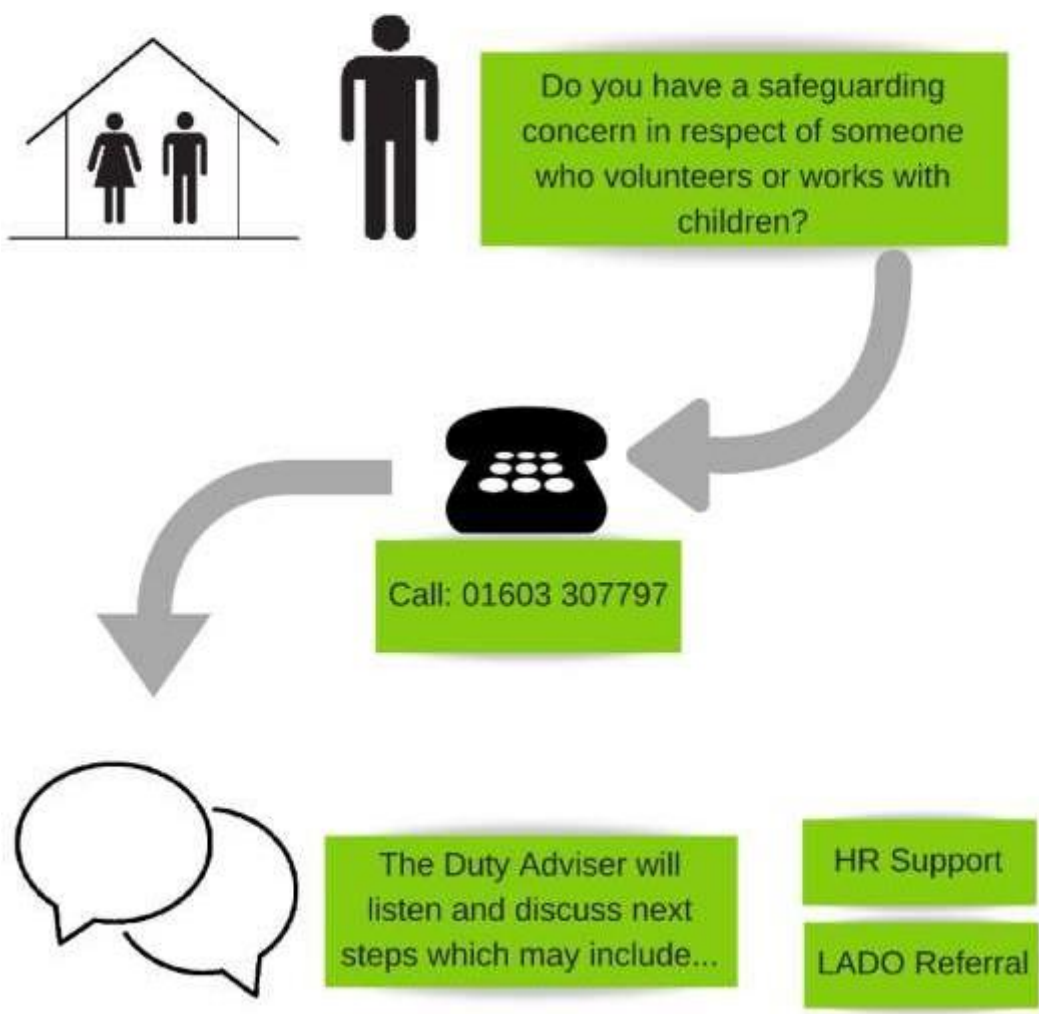 Do you have a safeguarding
concern in respect of someone
who volunteers or works with
children?
Call: 01603 307797
The Duty Adviser will
listen and discuss next
steps which may include...
HR Support
LADO Referral